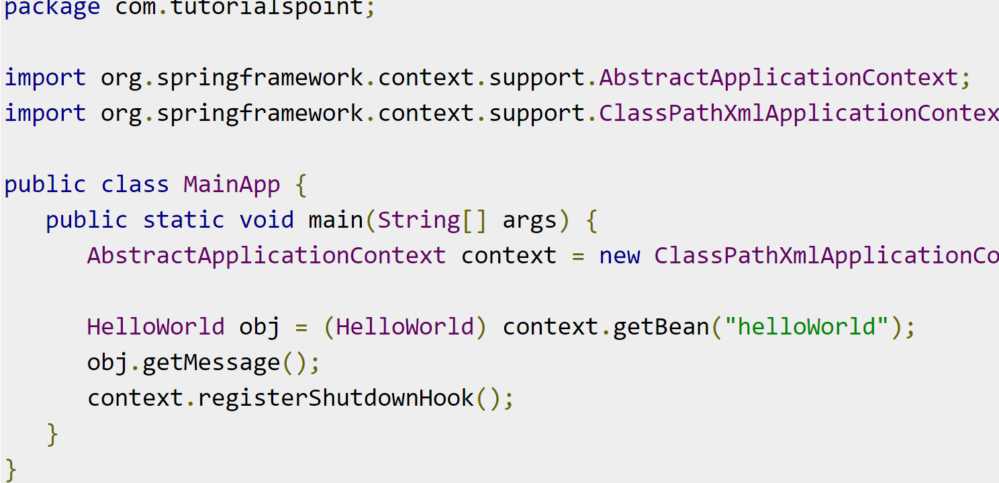 package com.tutorialspoint;
import org.springframework.context.support.AbstractApplicationContext;
import org.springframework.context.support.ClassPathXmlApplicationContex
public class MainApp {
public static void main(String[] args) {
AbstractApplicationContext context = new ClassPathXmlApplicationCo
HelloWorld obj = (HelloWorld) context.getBean("helloWorld");
obj.getMessage();
context.registerShutdownHook();
}
}